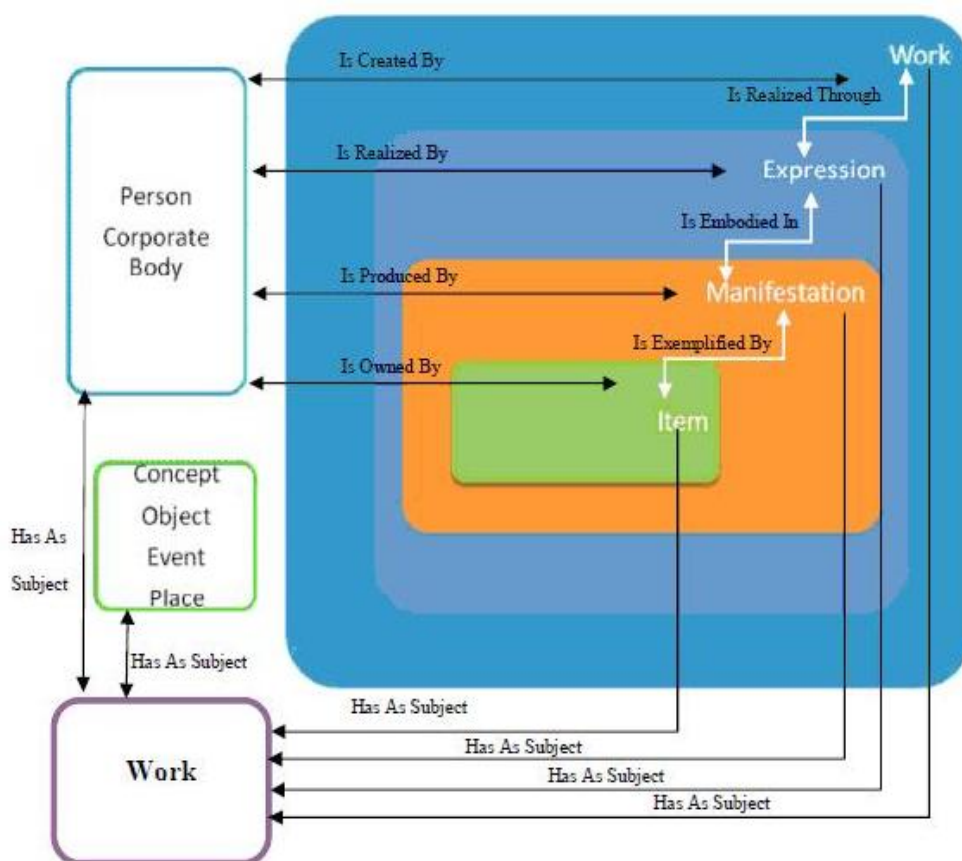 Work
Is Created By
Is Realized Through
Is Realized By
Expression
Person
Corporate
Body
Is Embodied In
Is Produced By
Manifestation
Is Exemplified By
Is Owned By
Item
Concept
Object
Event
Place
Has As
Subject
Has As Subject
Has As Subject
Has As Subject
Has As Subject
Has As Subject
Work